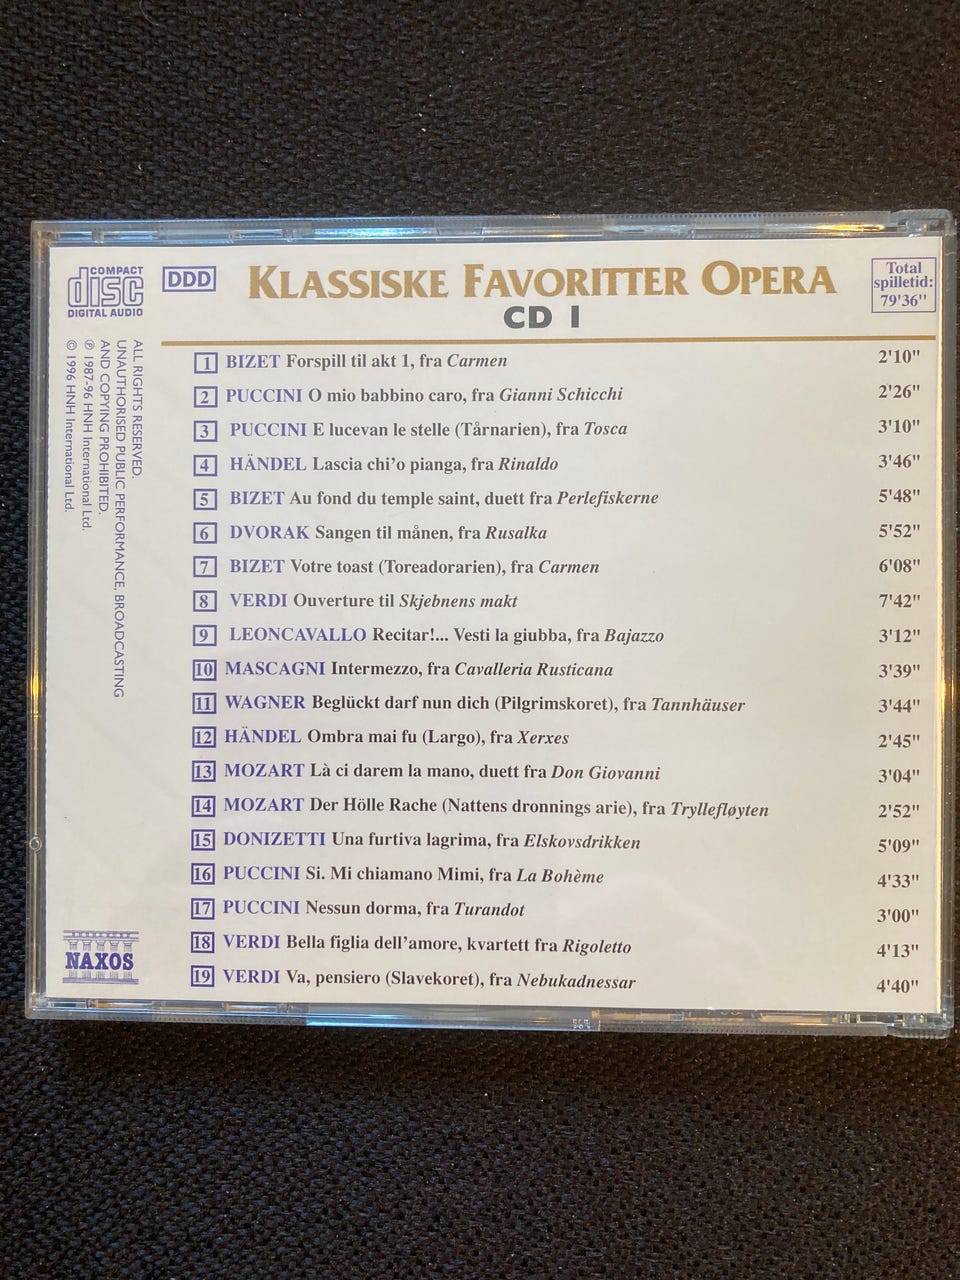 COMPACT
disc
DIGITAL AUDIO
DDD
KLASSISKE FAVORITTER OPERA
CD I
Total
spilletid:
79'36"
1 BIZET Forspill til akt 1, fra Carmen 2'10"
2 PUCCINI O mio babbino caro, fra Gianni Schicchi 2'26"
3 PUCCINI E lucevan le stelle (Tårnarien), fra Tosca 3'10"
4 HÄNDEL Lascia chi'o pianga, fra Rinaldo 3'46"
5 BIZET Au fond du temple saint, duett fra Perlefiskerne 5'48"
6 DVORAK Sangen til månen, fra Rusalka 5'52"
7 BIZET Votre toast (Toreadorarien), fra Carmen 6'08"
8 VERDI Ouverture til Skjebnens makt 7'42"
9 LEONCAVALLO Recitar!... Vesti la giubba, fra Bajazzo 3'12"
10 MASCAGNI Intermezzo, fra Cavalleria Rusticana 3'39"
11 WAGNER Beglückt darf nun dich (Pilgrimskoret), fra Tannhäuser 3'44"
12 HÄNDEL Ombra mai fu (Largo), fra Xerxes 2'45"
13 MOZART Là ci darem la mano, duett fra Don Giovanni 3'04"
14 MOZART Der Hölle Rache (Nattens dronnings arie), fra Tryllefløyten 2'52"
15 DONIZETTI Una furtiva lagrima, fra Elskovsdrikken 5'09"
16 PUCCINI Si. Mi chiamano Mimi, fra La Bohème 4'33"
17 PUCCINI Nessun dorma, fra Turandot 3'00"
18 VERDI Bella figlia dell'amore, kvartett fra Rigoletto 4'13"
19 VERDI Va, pensiero (Slavekoret), fra Nebukadnessar 4'40"
ALL RIGHTS RESERVED.
UNAUTHORISED PUBLIC PERFORMANCE, BROADCASTING
AND COPYING PROHIBITED.
℗ 1987-96 HNH International Ltd.
© 1996 HNH International Ltd.
NAXOS